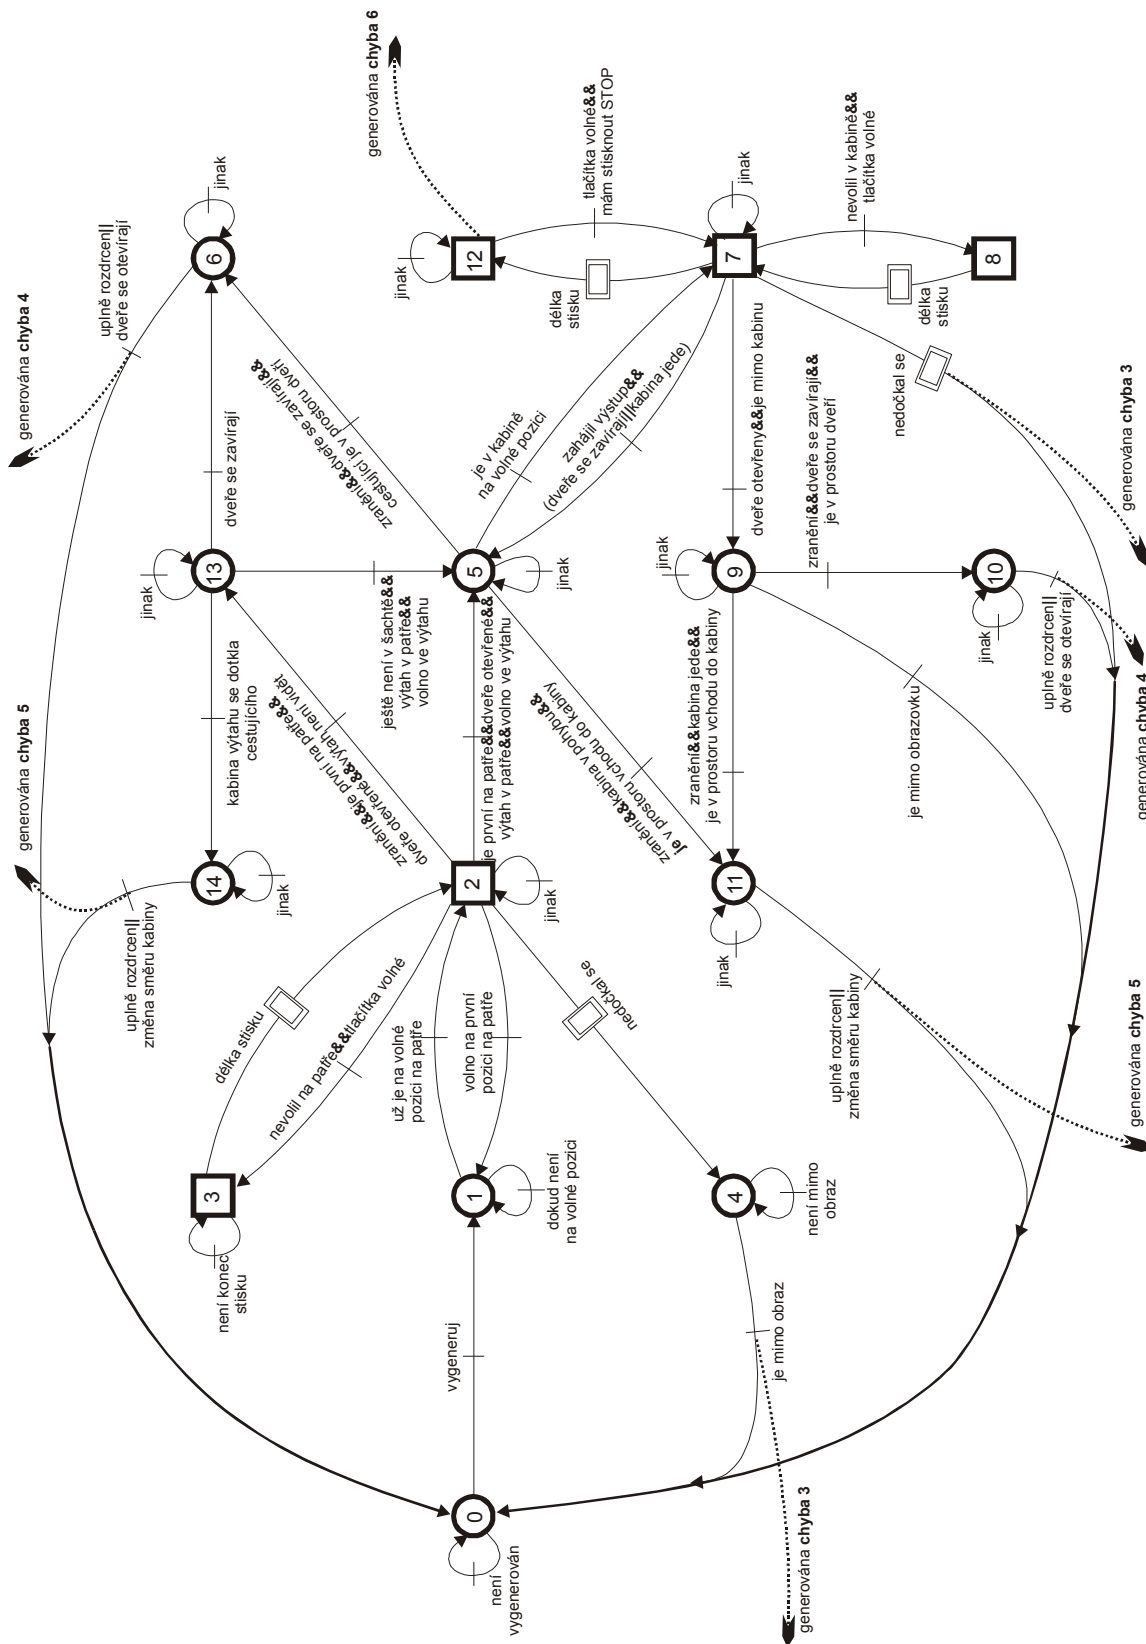 generována chyba 5
generována chyba 4
generována chyba 6
uplně rozdrcen||
změna směru kabiny
uplně rozdrcen||
dveře se otevírají
14
jinak
kabina výtahu se dotkla
cestujícího
13
jinak
dveře se zavírají
6
jinak
není konec
stisku
3
délka stisku
nevolil na patře&&tlačítka volné
zranění&&je první na patře&&
dveře otevřené&&výtah není vidět
ještě není v šachtě&&
výtah v patře&&
volno ve výtahu
zranění&&dveře se zavírají&&
cestující je v prostoru dveří
12
jinak
délka
stisku
tlačítka volné&&
mám stisknout STOP
není
vygenerován
0
vygeneruj
1
dokud není
na volné pozici
už je na volné
pozici na patře
volno na první
pozici na patře
2
jinak
je první na patře&&dveře otevřené&&
výtah v patře&&volno ve výtahu
5
jinak
je v kabině
na volné pozici
zahájil výstup&&
(dveře se zavírají||kabina jede)
nedočkal se
zranění&&kabina v pohybu&&
je v prostoru vchodu do kabiny
4
není mimo
obraz
je mimo obraz
generována chyba 3
11
jinak
zranění&&kabina jede&&
je v prostoru vchodu do kabiny
9
jinak
dveře otevřeny&&je mimo kabinu
7
jinak
zranění&&dveře se zavírají&&
je v prostoru dveří
nedočkal se
délka
stisku
nevolil v kabině&&
tlačítka volné
8
uplně rozdrcen||
změna směru kabiny
je mimo obrazovku
10
jinak
uplně rozdrcen||
dveře se otevírají
generována chyba 5
generována chyba 4
generována chyba 3